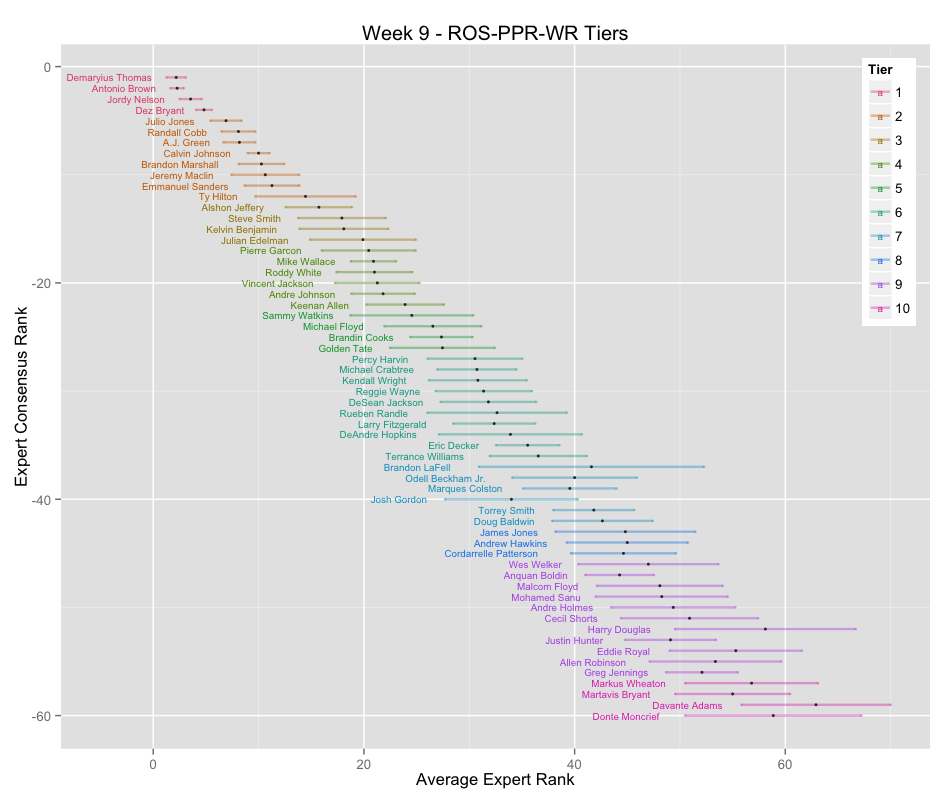 Week 9 - ROS-PPR-WR Tiers
Expert Consensus Rank
0
-20
-40
-60
Demaryius Thomas
Antonio Brown
Jordy Nelson
Dez Bryant
Julio Jones
Randall Cobb
A.J. Green
Calvin Johnson
Brandon Marshall
Jeremy Maclin
Emmanuel Sanders
Ty Hilton
Alshon Jeffery
Steve Smith
Kelvin Benjamin
Julian Edelman
Pierre Garcon
Mike Wallace
Roddy White
Vincent Jackson
Andre Johnson
Keenan Allen
Sammy Watkins
Michael Floyd
Brandin Cooks
Golden Tate
Percy Harvin
Michael Crabtree
Kendall Wright
Reggie Wayne
DeSean Jackson
Rueben Randle
Larry Fitzgerald
DeAndre Hopkins
Eric Decker
Terrance Williams
Brandon LaFell
Odell Beckham Jr.
Marques Colston
Josh Gordon
Torrey Smith
Doug Baldwin
James Jones
Andrew Hawkins
Cordarrelle Patterson
Wes Welker
Anquan Boldin
Malcom Floyd
Mohamed Sanu
Andre Holmes
Cecil Shorts
Harry Douglas
Justin Hunter
Eddie Royal
Allen Robinson
Greg Jennings
Markus Wheaton
Martavis Bryant
Davante Adams
Donte Moncrief
Tier
a 1
a 2
a 3
a 4
a 5
a 6
a 7
a 8
a 9
a 10
0 20 40 60
Average Expert Rank